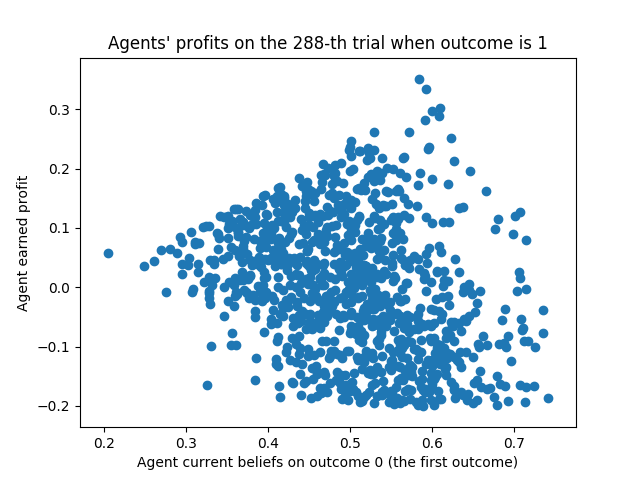 Agents' profits on the 288-th trial when outcome is 1
Agent earned profit
0.3
0.2
0.1
0.0
−0.1
−0.2
0.2 0.3 0.4 0.5 0.6 0.7
Agent current beliefs on outcome 0 (the first outcome)